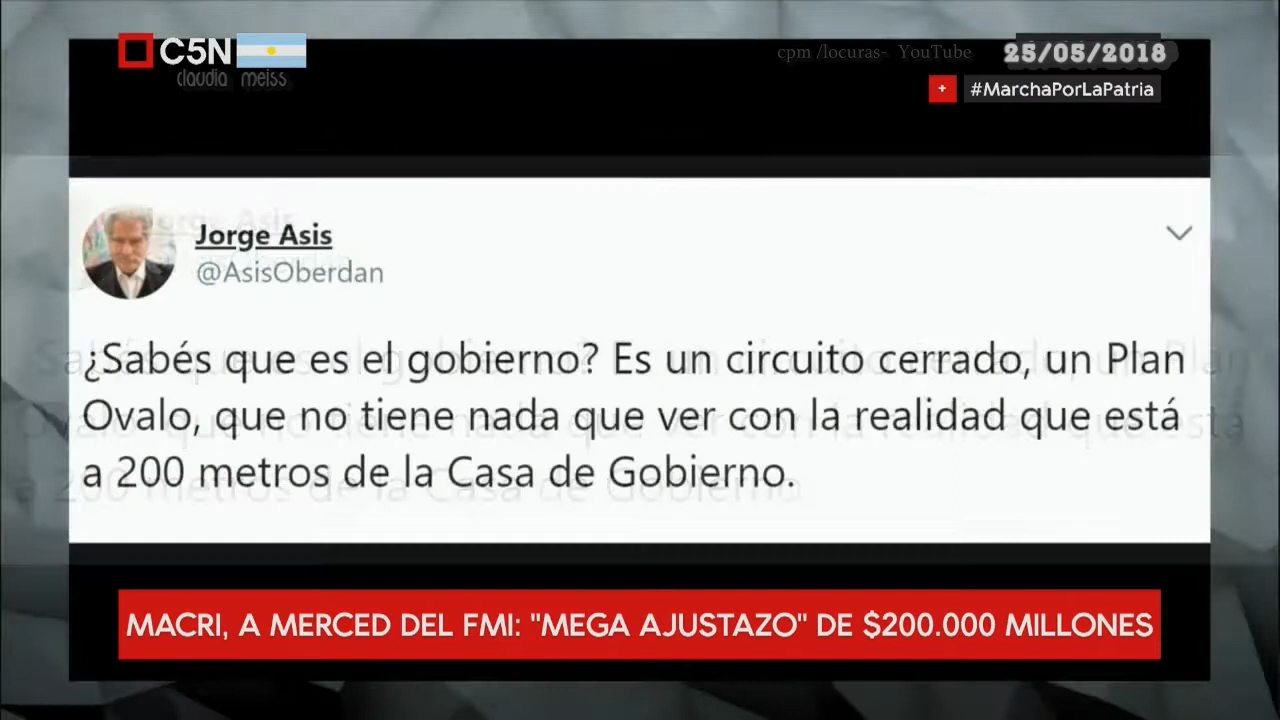 C5N
claudia meiss
cpm /locuras- YouTube
25/05/2018
+ #MarchaPorLaPatria
Jorge Asis
@AsisOberdan
¿Sabés que es el gobierno? Es un circuito cerrado, un Plan
Ovalo, que no tiene nada que ver con la realidad que está
a 200 metros de la Casa de Gobierno.
MACRI, A MERCED DEL FMI: "MEGA AJUSTAZO" DE $200.000 MILLONES